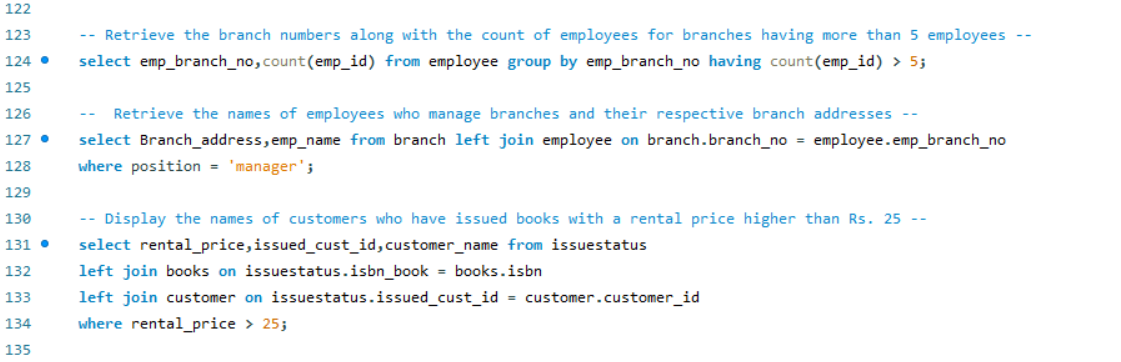 122
123 -- Retrieve the branch numbers along with the count of employees for branches having more than 5 employees --
124 select emp_branch_no,count(emp_id) from employee group by emp_branch_no having count(emp_id) > 5;
125
126 --  Retrieve the names of employees who manage branches and their respective branch addresses --
127 select Branch_address,emp_name from branch left join employee on branch.branch_no = employee.emp_branch_no
128 where position = 'manager';
129
130 -- Display the names of customers who have issued books with a rental price higher than Rs. 25 --
131 select rental_price,issued_cust_id,customer_name from issuestatus
132 left join books on issuestatus.isbn_book = books.isbn
133 left join customer on issuestatus.issued_cust_id = customer.customer_id
134 where rental_price > 25;
135